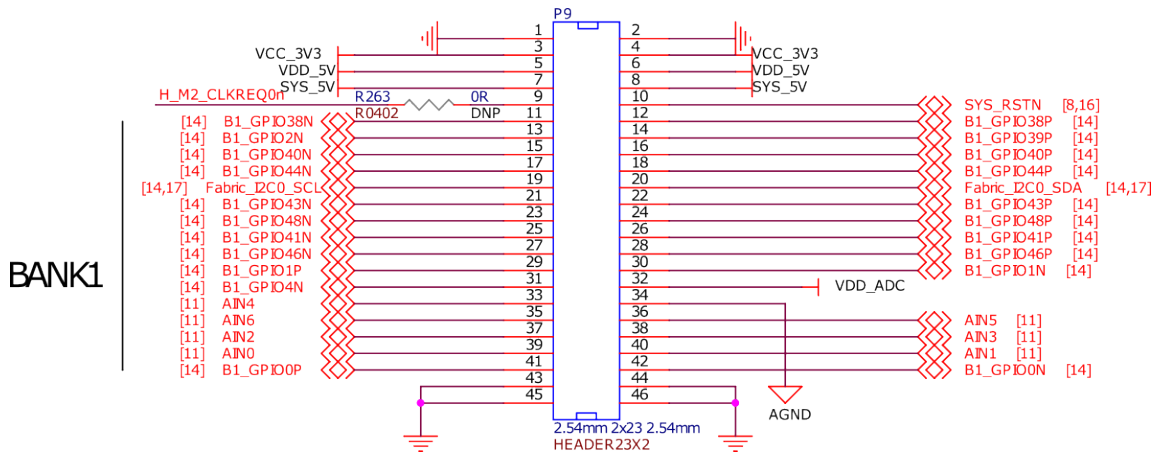 P9
1 2
VCC_3V3 3 4 VCC_3V3
VDD_5V 5 6 VDD_5V
SYS_5V 7 8 SYS_5V
H_M2_CLKREQ0n R263 0R 9 10 SYS_RSTN [8,16]
R0402 DNP
[14] B1_GPIO38N 11 12 B1_GPIO38P [14]
[14] B1_GPIO2N 13 14 B1_GPIO39P [14]
[14] B1_GPIO40N 15 16 B1_GPIO40P [14]
[14] B1_GPIO44N 17 18 B1_GPIO44P [14]
[14,17] Fabric_I2C0_SCL 19 20 Fabric_I2C0_SDA [14,17]
[14] B1_GPIO43N 21 22 B1_GPIO43P [14]
[14] B1_GPIO48N 23 24 B1_GPIO48P [14]
[14] B1_GPIO41N 25 26 B1_GPIO41P [14]
[14] B1_GPIO46N 27 28 B1_GPIO46P [14]
BANK1
[14] B1_GPIO1P 29 30 B1_GPIO1N [14]
[14] B1_GPIO4N 31 32 VDD_ADC
[11] AIN4 33 34
[11] AIN6 35 36 AIN5 [11]
[11] AIN2 37 38 AIN3 [11]
[11] AIN0 39 40 AIN1 [11]
[14] B1_GPIO0P 41 42 B1_GPIO0N [14]
43 44
45 46
AGND
2.54mm 2x23 2.54mm
HEADER23X2